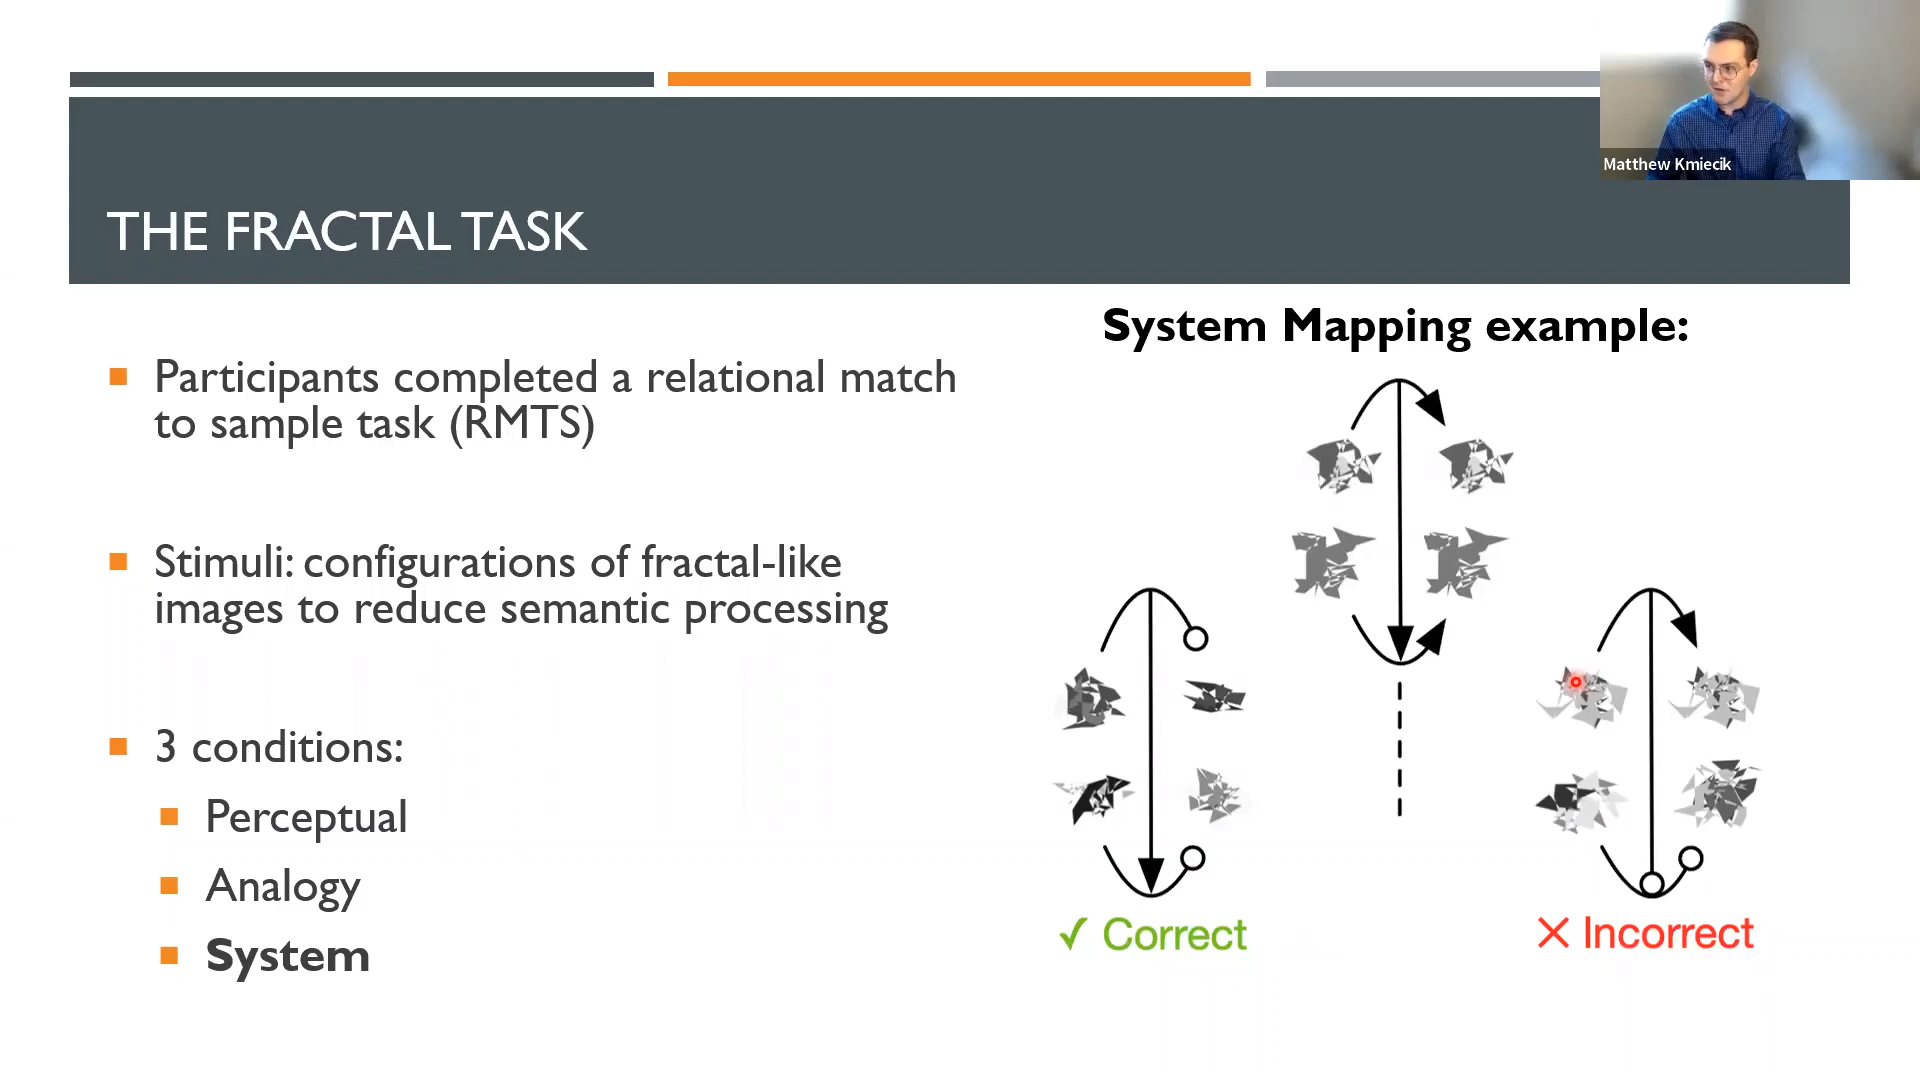 Matthew Kmiecik
THE FRACTAL TASK
Participants completed a relational match
to sample task (RMTS)
Stimuli: configurations of fractal-like
images to reduce semantic processing
3 conditions:
Perceptual
Analogy
System
System Mapping example:
✓ Correct
✕ Incorrect